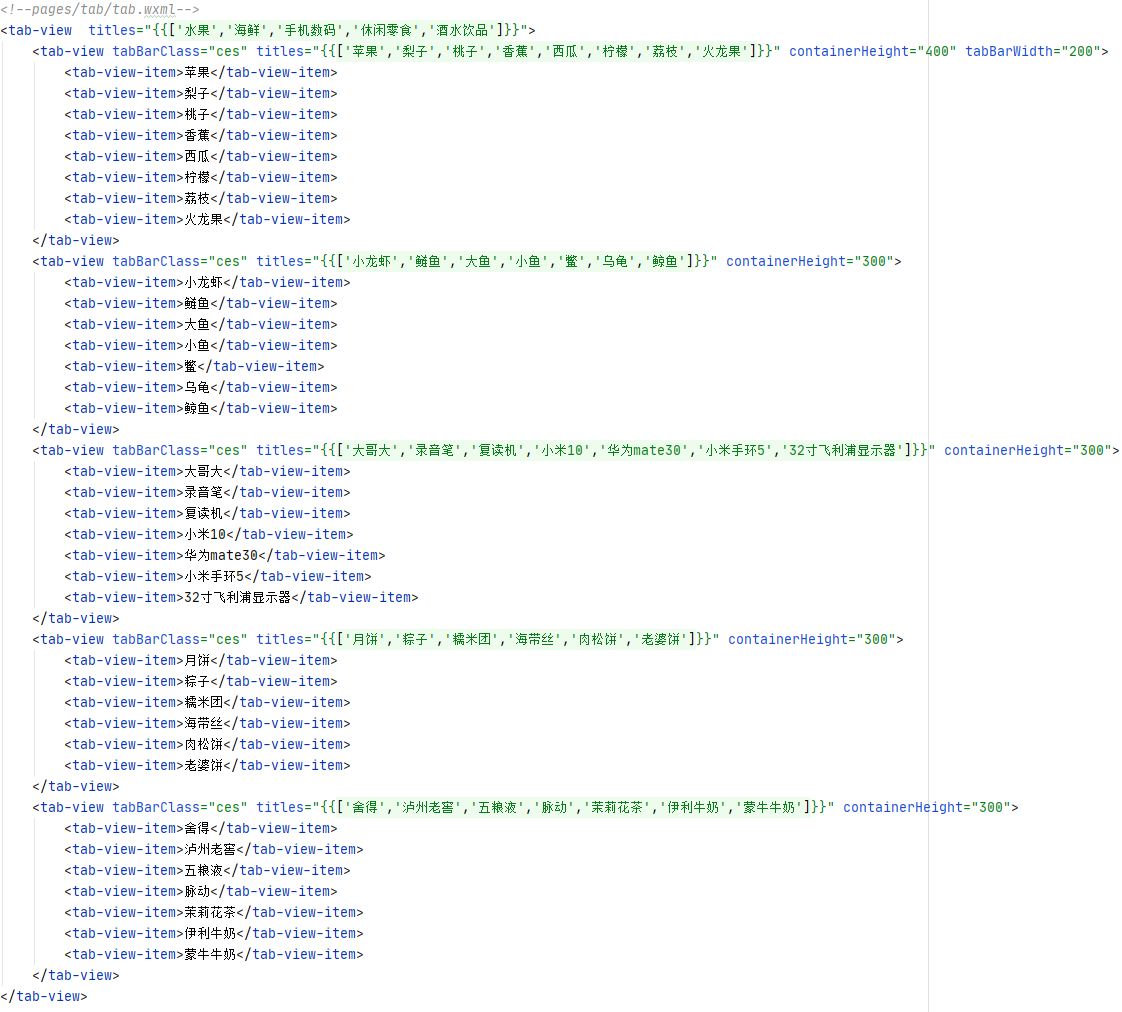 <!--pages/tab/tab.wxml-->
<tab-view  titles="{{['水果','海鲜','手机数码','休闲零食','酒水饮品']}}">
    <tab-view tabBarClass="ces" titles="{{['苹果','梨子','桃子','香蕉','西瓜','柠檬','荔枝','火龙果']}}" containerHeight="400" tabBarWidth="200">
        <tab-view-item>苹果</tab-view-item>
        <tab-view-item>梨子</tab-view-item>
        <tab-view-item>桃子</tab-view-item>
        <tab-view-item>香蕉</tab-view-item>
        <tab-view-item>西瓜</tab-view-item>
        <tab-view-item>柠檬</tab-view-item>
        <tab-view-item>荔枝</tab-view-item>
        <tab-view-item>火龙果</tab-view-item>
    </tab-view>
    <tab-view tabBarClass="ces" titles="{{['小龙虾','鲢鱼','大鱼','小鱼','鳖','乌龟','鲸鱼']}}" containerHeight="300">
        <tab-view-item>小龙虾</tab-view-item>
        <tab-view-item>鲢鱼</tab-view-item>
        <tab-view-item>大鱼</tab-view-item>
        <tab-view-item>小鱼</tab-view-item>
        <tab-view-item>鳖</tab-view-item>
        <tab-view-item>乌龟</tab-view-item>
        <tab-view-item>鲸鱼</tab-view-item>
    </tab-view>
    <tab-view tabBarClass="ces" titles="{{['大哥大','录音笔','复读机','小米10','华为mate30','小米手环5','32寸飞利浦显示器']}}" containerHeight="300">
        <tab-view-item>大哥大</tab-view-item>
        <tab-view-item>录音笔</tab-view-item>
        <tab-view-item>复读机</tab-view-item>
        <tab-view-item>小米10</tab-view-item>
        <tab-view-item>华为mate30</tab-view-item>
        <tab-view-item>小米手环5</tab-view-item>
        <tab-view-item>32寸飞利浦显示器</tab-view-item>
    </tab-view>
    <tab-view tabBarClass="ces" titles="{{['月饼','粽子','糯米团','海带丝','肉松饼','老婆饼']}}" containerHeight="300">
        <tab-view-item>月饼</tab-view-item>
        <tab-view-item>粽子</tab-view-item>
        <tab-view-item>糯米团</tab-view-item>
        <tab-view-item>海带丝</tab-view-item>
        <tab-view-item>肉松饼</tab-view-item>
        <tab-view-item>老婆饼</tab-view-item>
    </tab-view>
    <tab-view tabBarClass="ces" titles="{{['舍得','泸州老窖','五粮液','脉动','茉莉花茶','伊利牛奶','蒙牛牛奶']}}" containerHeight="300">
        <tab-view-item>舍得</tab-view-item>
        <tab-view-item>泸州老窖</tab-view-item>
        <tab-view-item>五粮液</tab-view-item>
        <tab-view-item>脉动</tab-view-item>
        <tab-view-item>茉莉花茶</tab-view-item>
        <tab-view-item>伊利牛奶</tab-view-item>
        <tab-view-item>蒙牛牛奶</tab-view-item>
    </tab-view>
</tab-view>